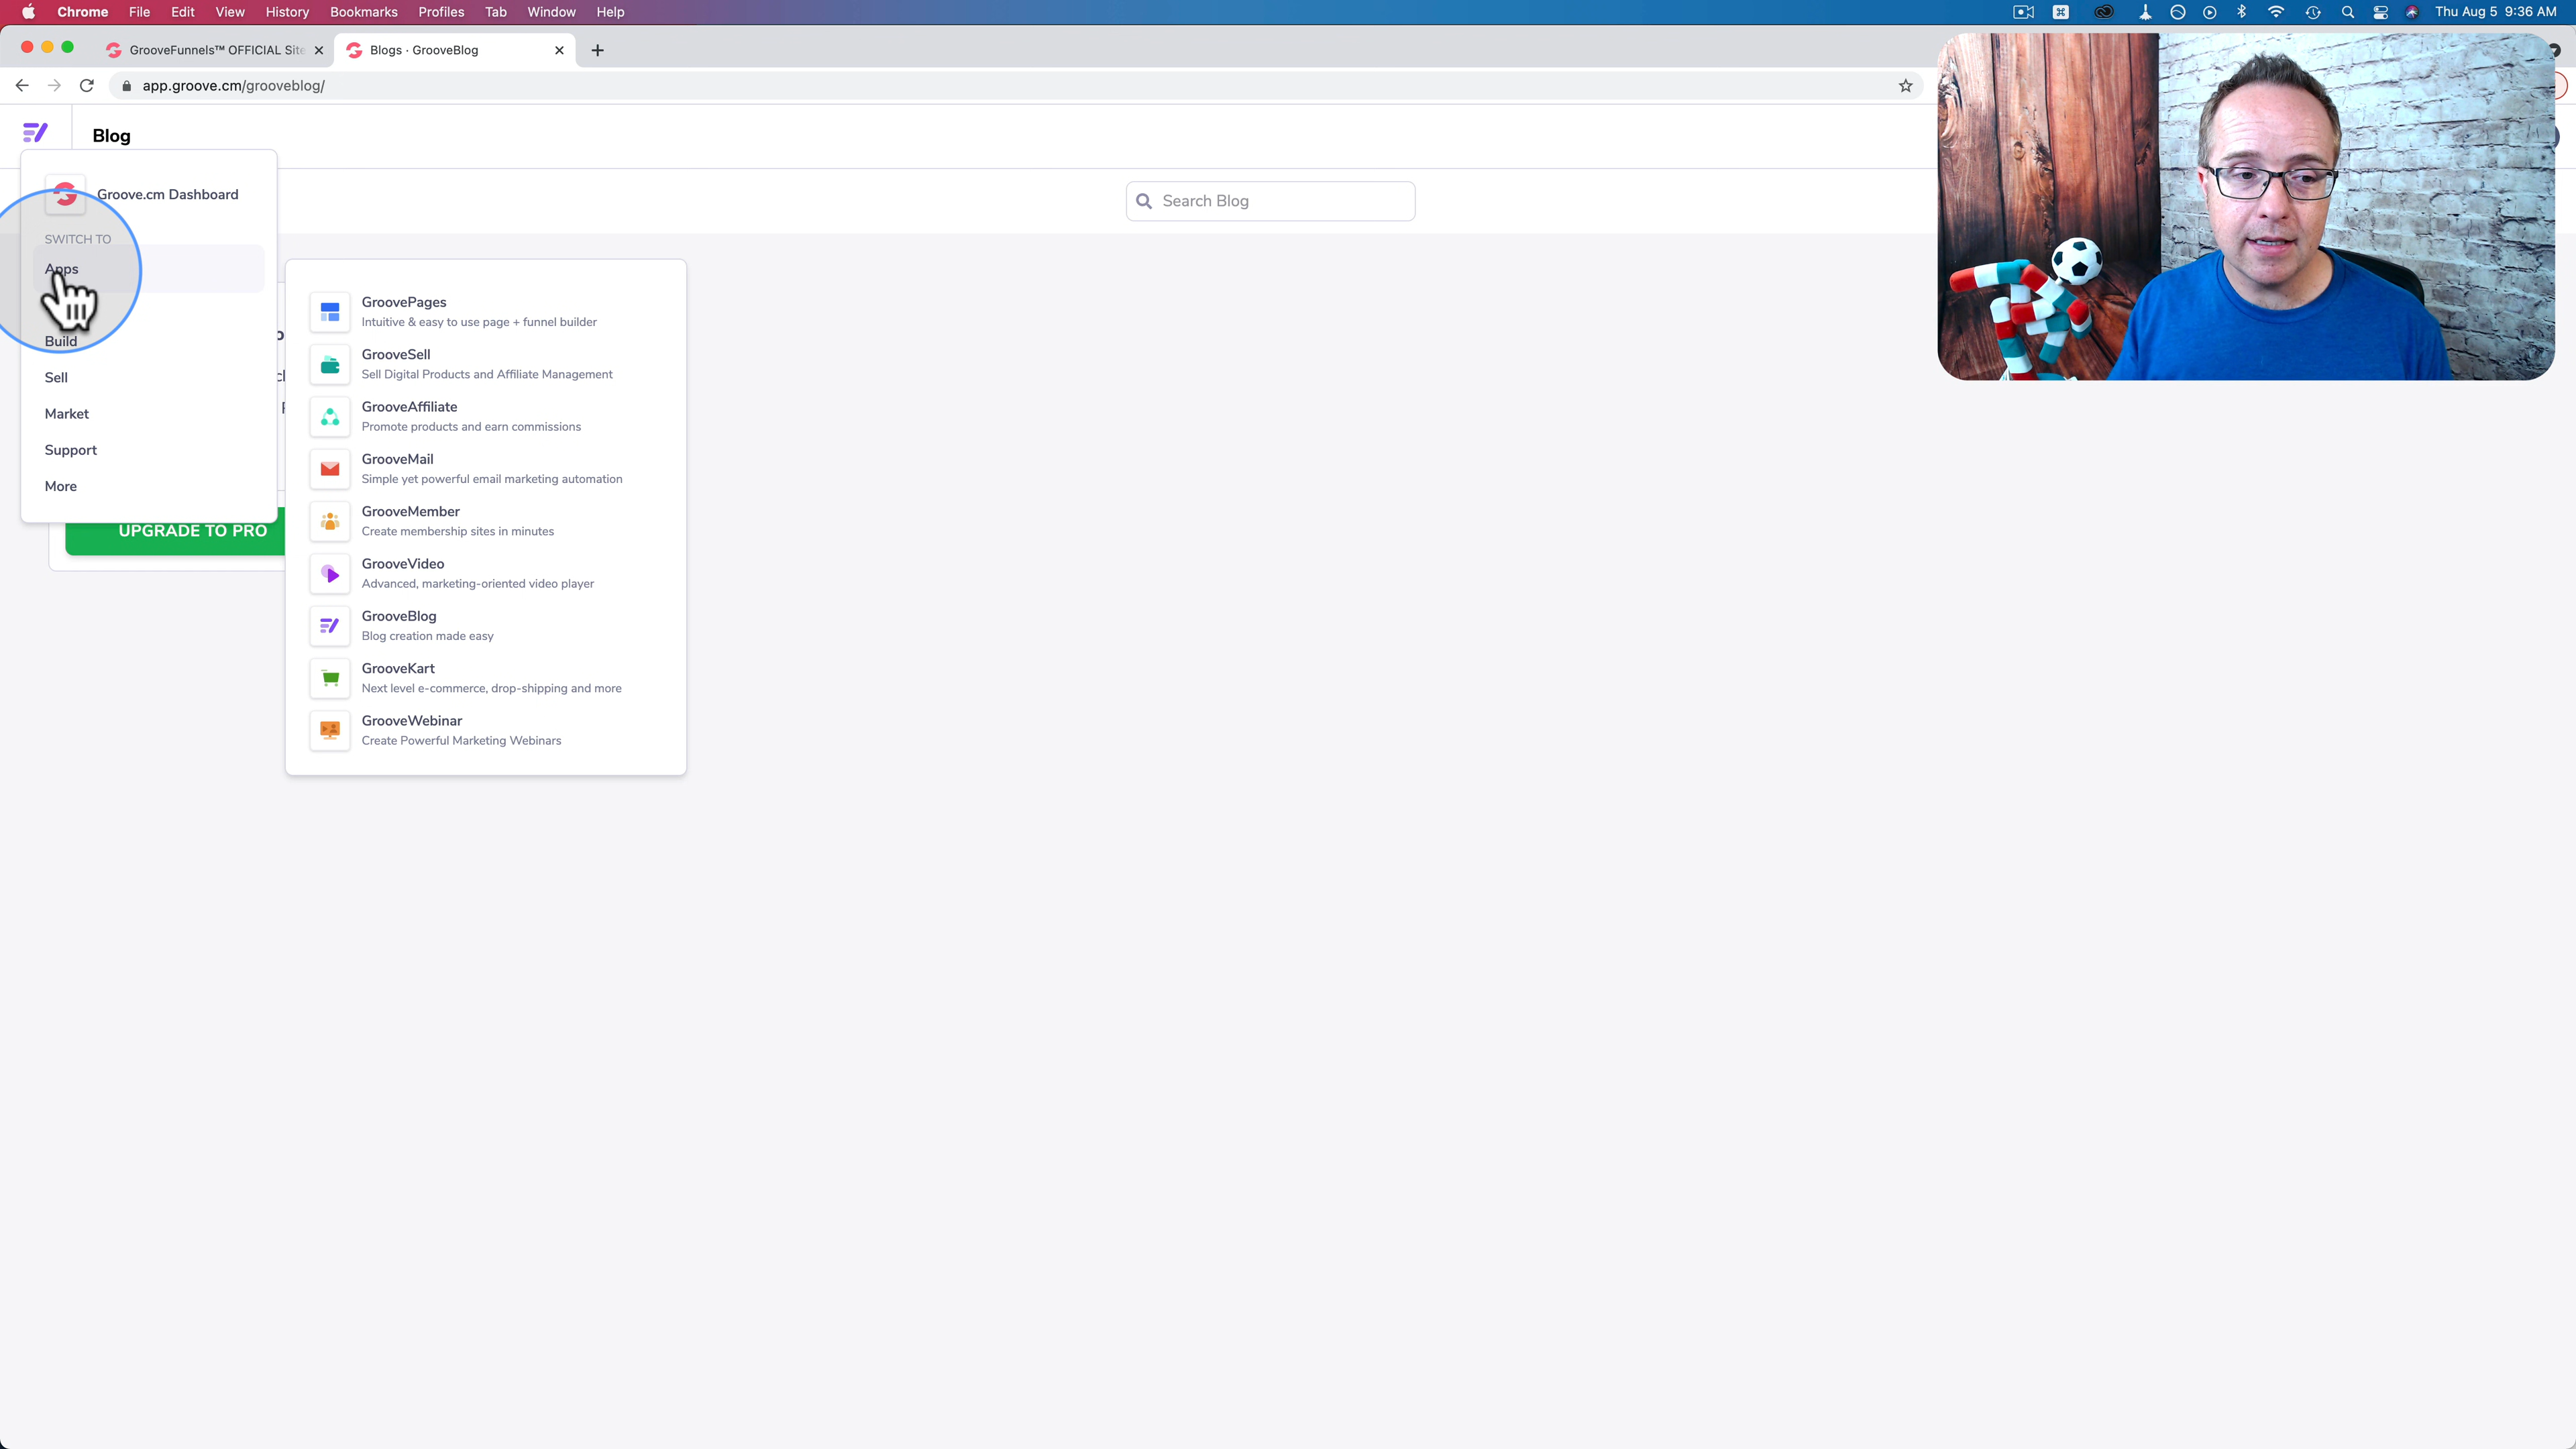 Chrome File Edit View History Bookmarks Profiles Tab Window Help
Thu Aug 5 9:36 AM
GrooveFunnels™ OFFICIAL Site
Blogs · GrooveBlog
app.groove.cm/grooveblog/
Blog
Groove.cm Dashboard
Search Blog
SWITCH TO
Apps
Build
Sell
Market
Support
More
UPGRADE TO PRO
GroovePages
Intuitive & easy to use page + funnel builder
GrooveSell
Sell Digital Products and Affiliate Management
GrooveAffiliate
Promote products and earn commissions
GrooveMail
Simple yet powerful email marketing automation
GrooveMember
Create membership sites in minutes
GrooveVideo
Advanced, marketing-oriented video player
GrooveBlog
Blog creation made easy
GrooveKart
Next level e-commerce, drop-shipping and more
GrooveWebinar
Create Powerful Marketing Webinars